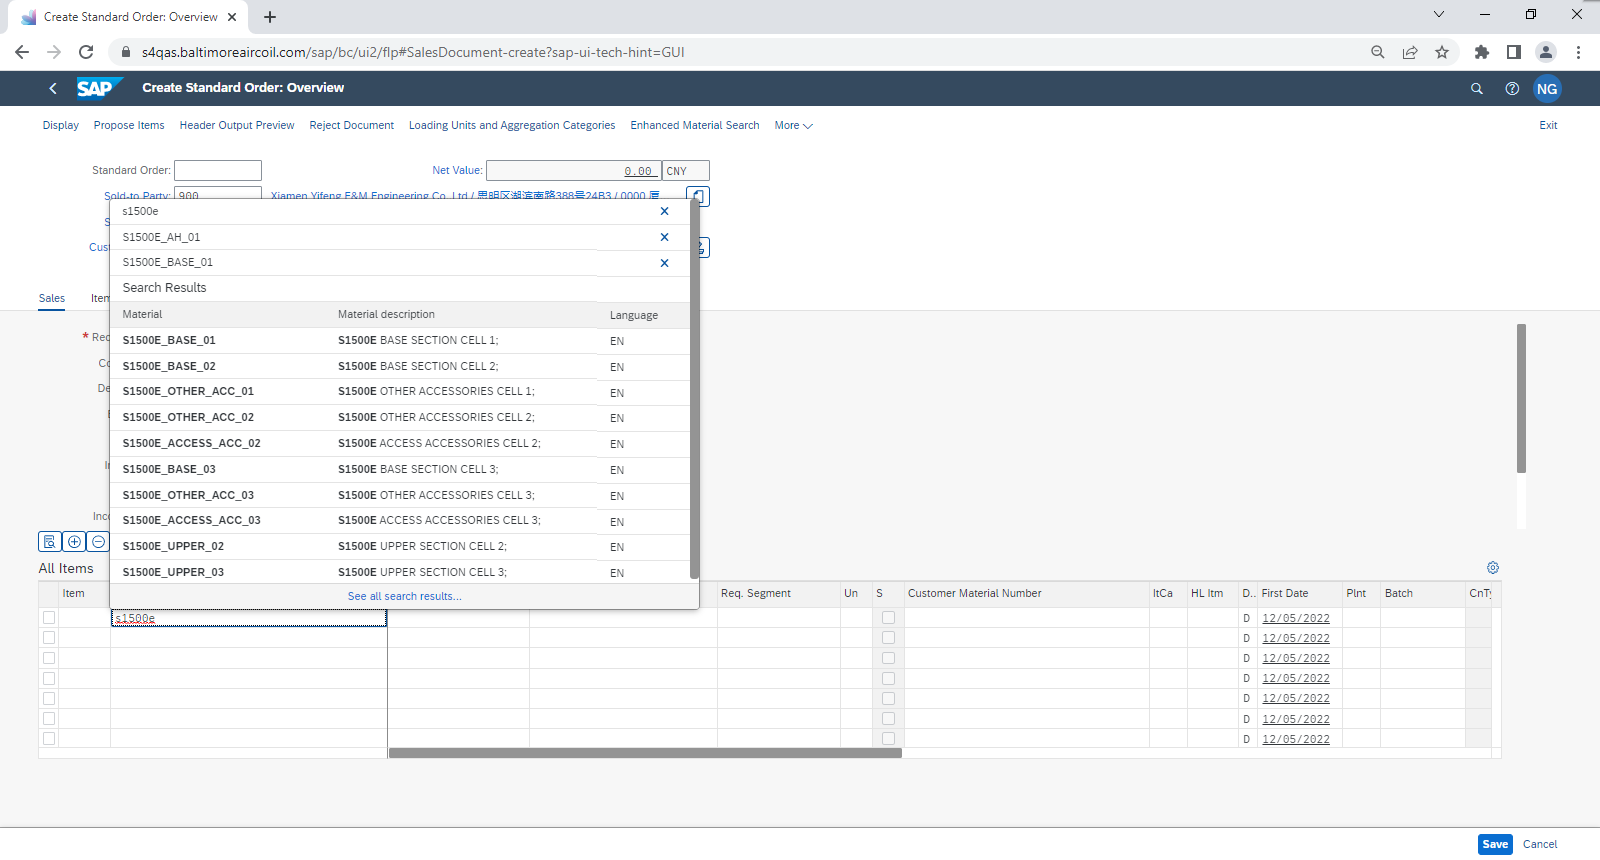 Create Standard Order: Overview
s4qas.baltimoreaircoil.com/sap/bc/ui2/flp#SalesDocument-create?sap-ui-tech-hint=GUI
SAP Create Standard Order: Overview NG
Display Propose Items Header Output Preview Reject Document Loading Units and Aggregation Categories Enhanced Material Search More Exit
Standard Order: Net Value: 0.00 CNY
Sold-to Party: 900 Xiamen Yifeng E&M Engineering Co. Ltd / 思明区湖滨南路388号24B3 / 0000 厦
s1500e
S1500E_AH_01
Cust
S1500E_BASE_01
Search Results
Sales Iten
Material Material description Language
* Rec S1500E_BASE_01 S1500E BASE SECTION CELL 1; EN
Co S1500E_BASE_02 S1500E BASE SECTION CELL 2; EN
De S1500E_OTHER_ACC_01 S1500E OTHER ACCESSORIES CELL 1; EN
S1500E_OTHER_ACC_02 S1500E OTHER ACCESSORIES CELL 2; EN
S1500E_ACCESS_ACC_02 S1500E ACCESS ACCESSORIES CELL 2; EN
S1500E_BASE_03 S1500E BASE SECTION CELL 3; EN
S1500E_OTHER_ACC_03 S1500E OTHER ACCESSORIES CELL 3; EN
Inco S1500E_ACCESS_ACC_03 S1500E ACCESS ACCESSORIES CELL 3; EN
S1500E_UPPER_02 S1500E UPPER SECTION CELL 2; EN
All Items S1500E_UPPER_03 S1500E UPPER SECTION CELL 3; EN
See all search results...
Item Req. Segment Un S Customer Material Number ItCa HL Itm D.. First Date Plnt Batch CnTy
s1500e D 12/05/2022
D 12/05/2022
D 12/05/2022
D 12/05/2022
D 12/05/2022
D 12/05/2022
D 12/05/2022
Save Cancel